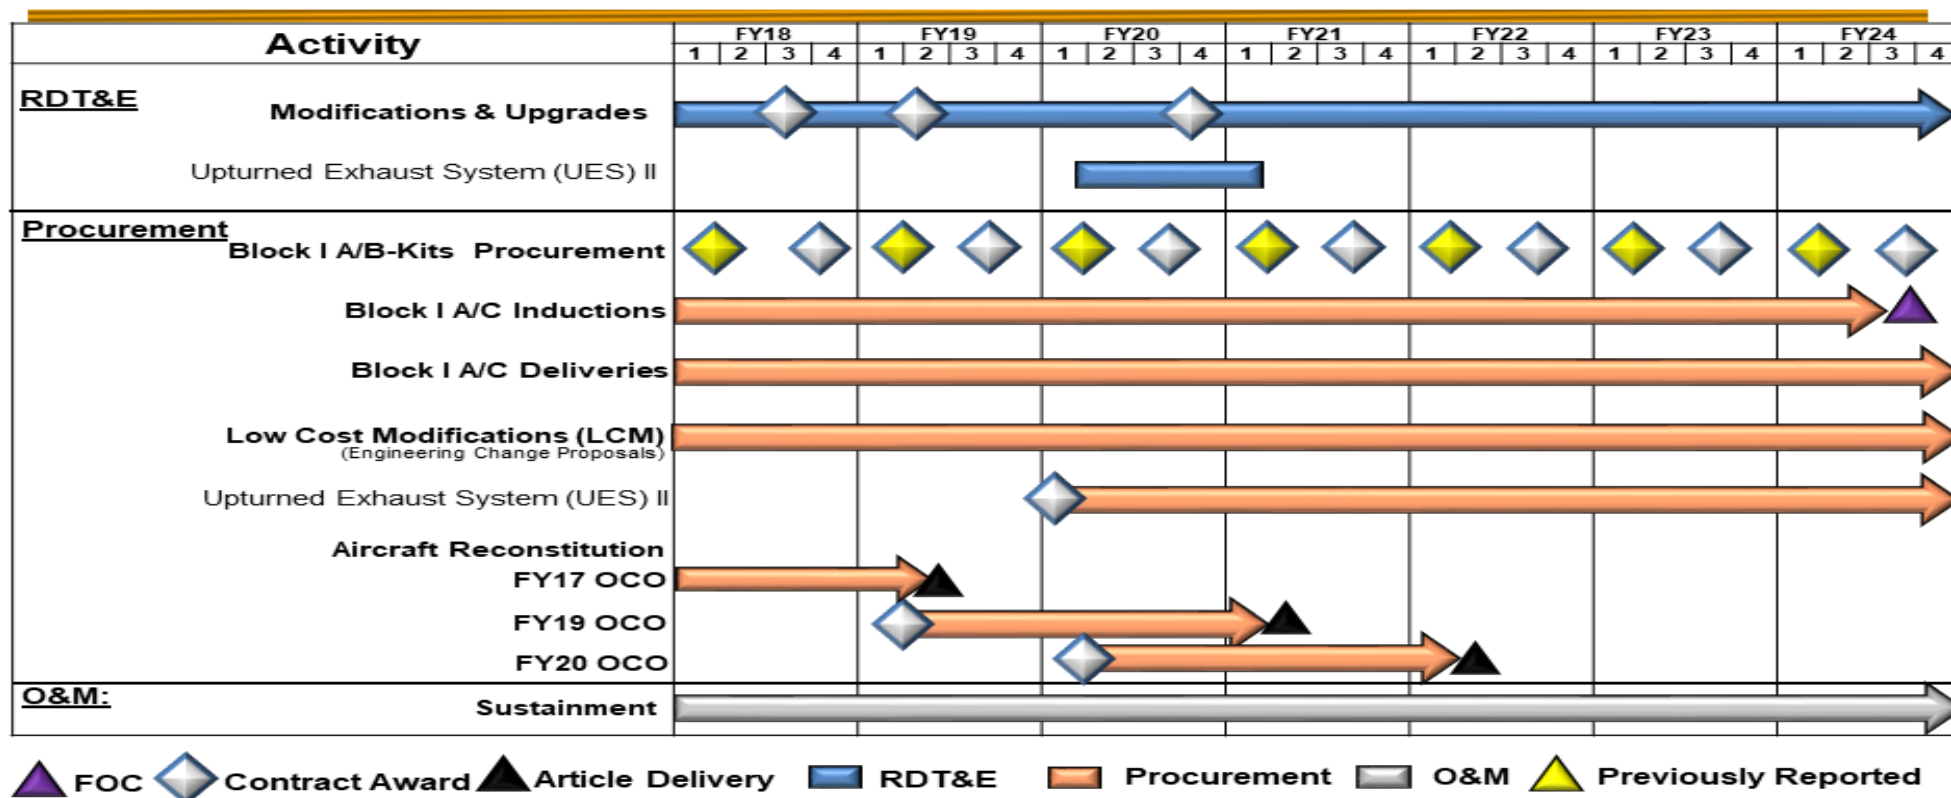 Activity
FY18 FY19 FY20 FY21 FY22 FY23 FY24
1 2 3 4 1 2 3 4 1 2 3 4 1 2 3 4 1 2 3 4 1 2 3 4 1 2 3 4
RDT&E
Modifications & Upgrades
Upturned Exhaust System (UES) II
Procurement
Block I A/B-Kits Procurement
Block I A/C Inductions
Block I A/C Deliveries
Low Cost Modifications (LCM)
(Engineering Change Proposals)
Upturned Exhaust System (UES) II
Aircraft Reconstitution
FY17 OCO
FY19 OCO
FY20 OCO
O&M:
Sustainment
FOC Contract Award Article Delivery RDT&E Procurement O&M Previously Reported